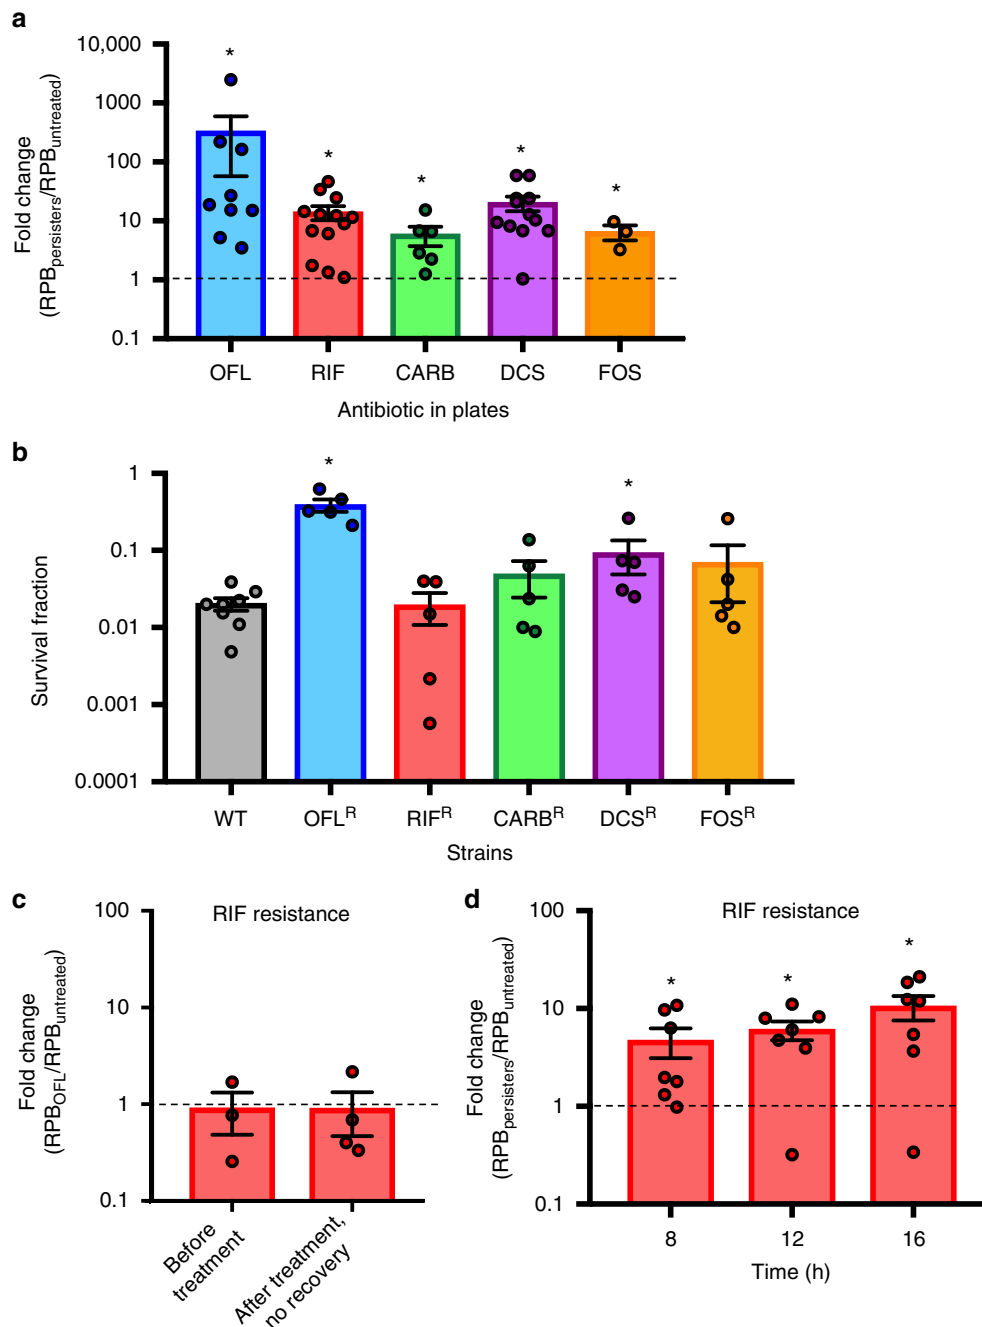 a
Fold change
(RPBpersisters/RPBuntreated)
10,000
1000
100
10
1
0.1
*
*
*
*
*
OFL RIF CARB DCS FOS
Antibiotic in plates
b
Survival fraction
1
0.1
0.01
0.001
0.0001
*
*
WT OFLR RIFR CARBR DCSR FOSR
Strains
c
RIF resistance
Fold change
(RPBOFL/RPBuntreated)
100
10
1
0.1
Before
treatment
After treatment,
no recovery
d
RIF resistance
Fold change
(RPBpersisters/RPBuntreated)
100
10
1
0.1
*
*
*
8 12 16
Time (h)